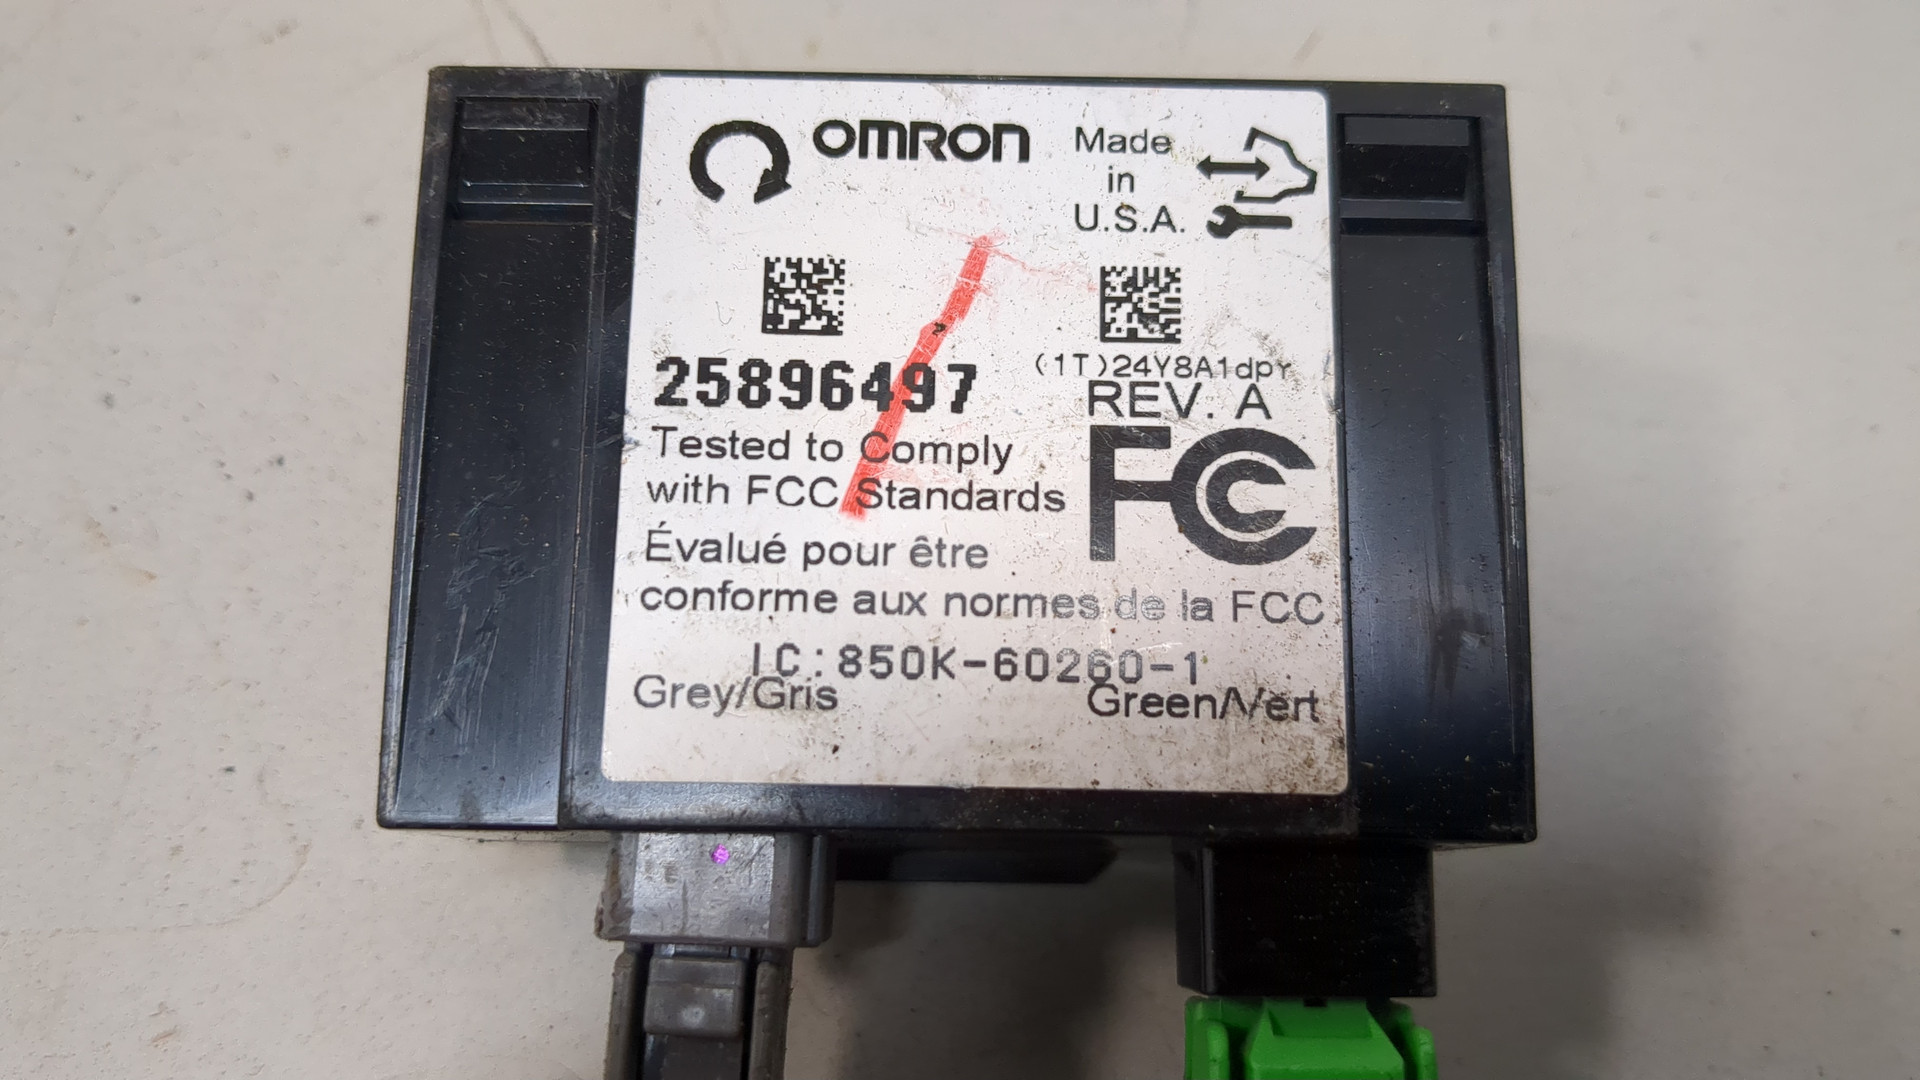 OMRON
Made
in
U.S.A.
25896497
(1T)24Y8A1dpr
REV. A
FC
Tested to Comply
with FCC Standards
Évalué pour être
conforme aux normes de la FCC
IC:850K-60260-1
Grey/Gris
Green/Vert